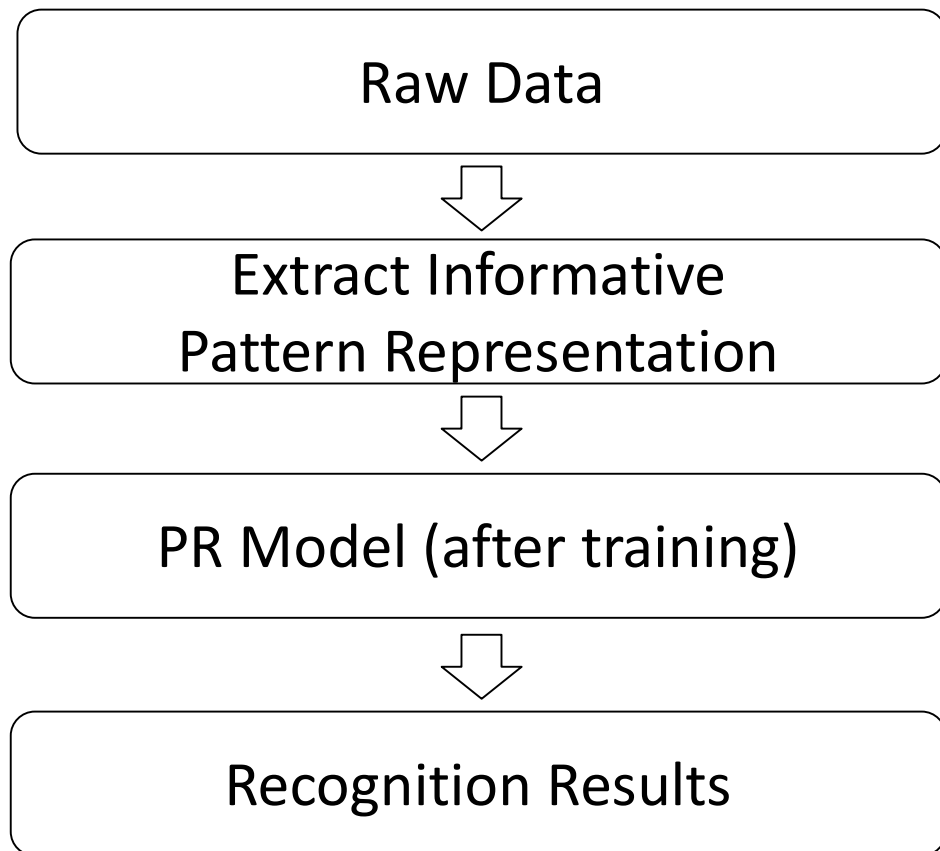 Raw Data
Extract Informative
Pattern Representation
PR Model (after training)
Recognition Results